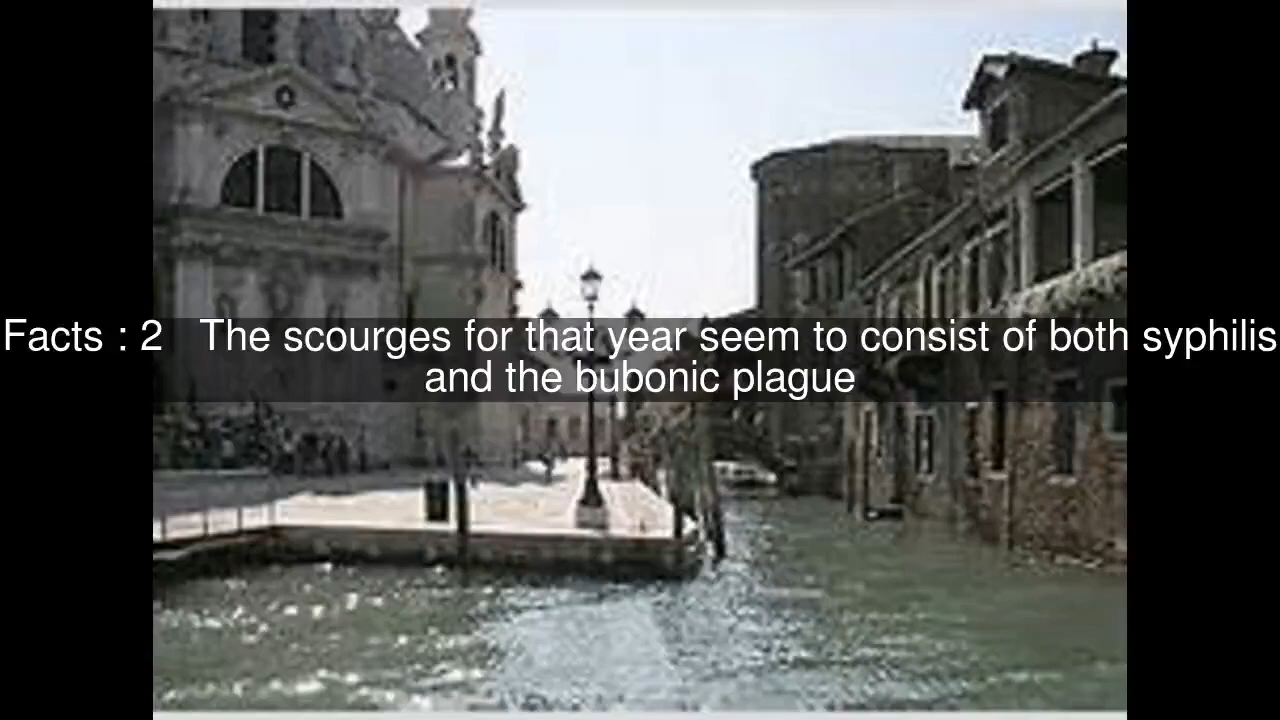 Facts : 2 The scourges for that year seem to consist of both syphilis
and the bubonic plague